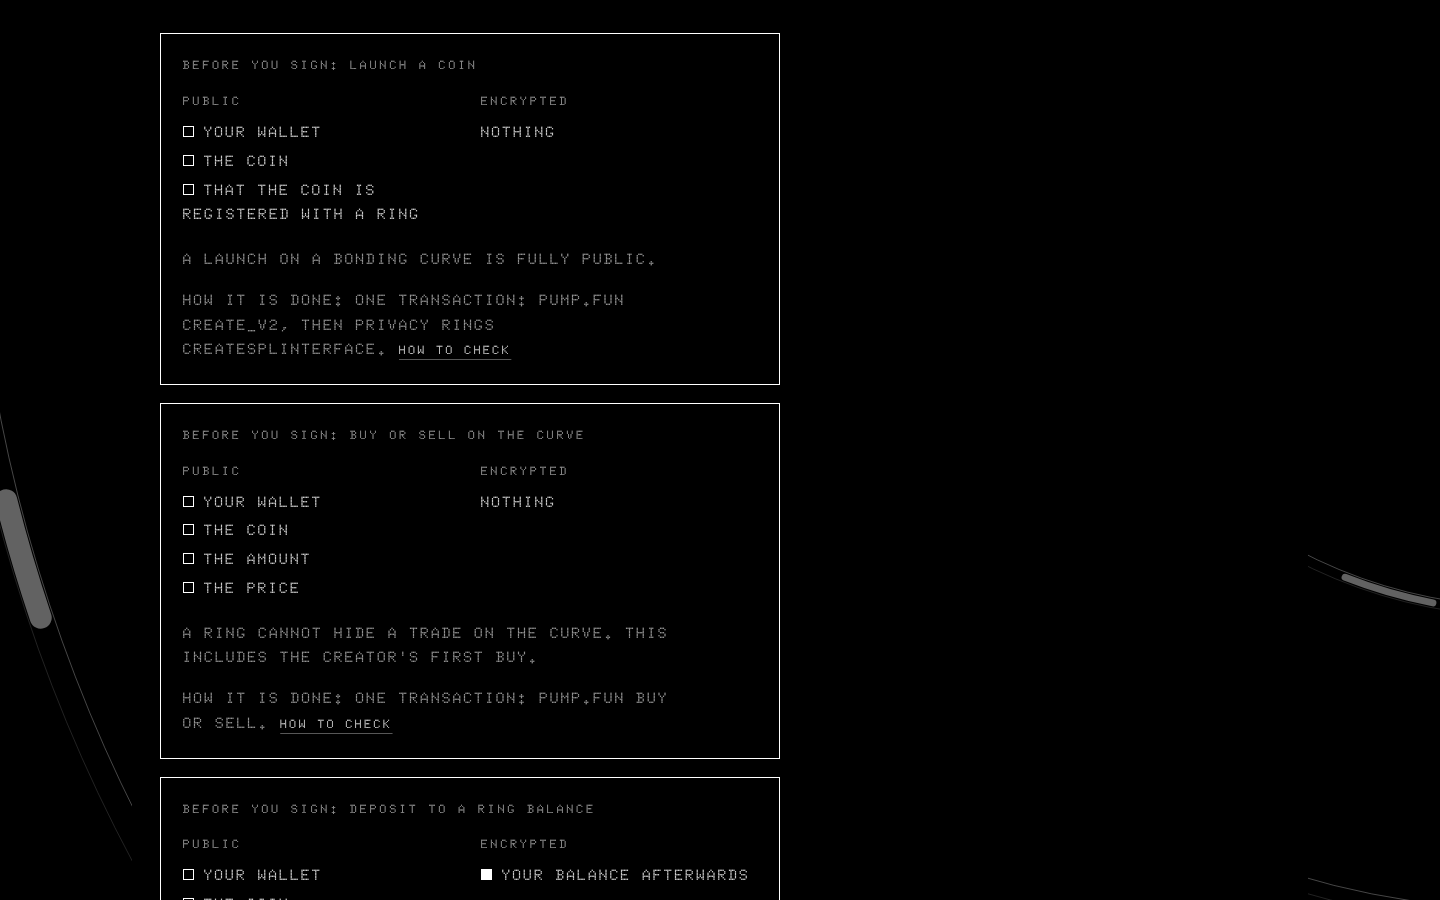 BEFORE YOU SIGN: LAUNCH A COIN
PUBLIC
ENCRYPTED
YOUR WALLET
NOTHING
THE COIN
THAT THE COIN IS
REGISTERED WITH A RING
A LAUNCH ON A BONDING CURVE IS FULLY PUBLIC.
HOW IT IS DONE: ONE TRANSACTION: PUMP.FUN
CREATE_V2, THEN PRIVACY RINGS
CREATESPLINTERFACE. HOW TO CHECK
BEFORE YOU SIGN: BUY OR SELL ON THE CURVE
PUBLIC
ENCRYPTED
YOUR WALLET
NOTHING
THE COIN
THE AMOUNT
THE PRICE
A RING CANNOT HIDE A TRADE ON THE CURVE. THIS
INCLUDES THE CREATOR'S FIRST BUY.
HOW IT IS DONE: ONE TRANSACTION: PUMP.FUN BUY
OR SELL. HOW TO CHECK
BEFORE YOU SIGN: DEPOSIT TO A RING BALANCE
PUBLIC
ENCRYPTED
YOUR WALLET
YOUR BALANCE AFTERWARDS